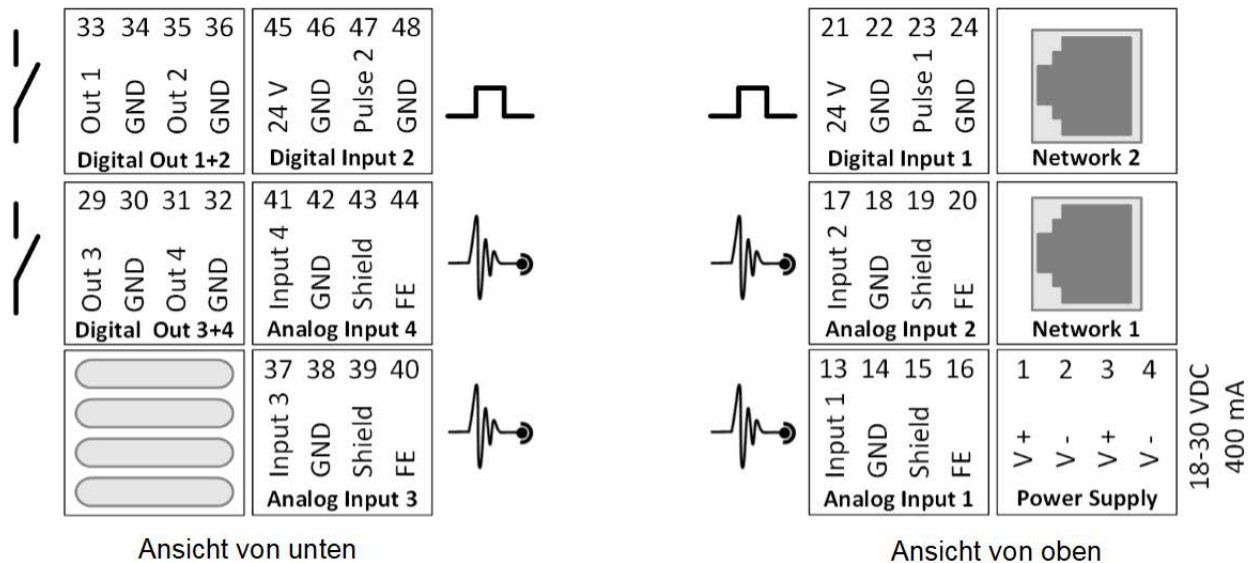 33 34 35 36
Out 1 GND Out 2 GND
Digital Out 1+2
45 46 47 48
24 V GND Pulse 2 GND
Digital Input 2
21 22 23 24
24 V GND Pulse 1 GND
Digital Input 1
Network 2
29 30 31 32
Out 3 GND Out 4 GND
Digital Out 3+4
41 42 43 44
Input 4 GND Shield FE
Analog Input 4
17 18 19 20
Input 2 GND Shield FE
Analog Input 2
Network 1
37 38 39 40
Input 3 GND Shield FE
Analog Input 3
13 14 15 16
Input 1 GND Shield FE
Analog Input 1
1 2 3 4
V + V - V + V -
Power Supply
18-30 VDC
400 mA
Ansicht von unten
Ansicht von oben